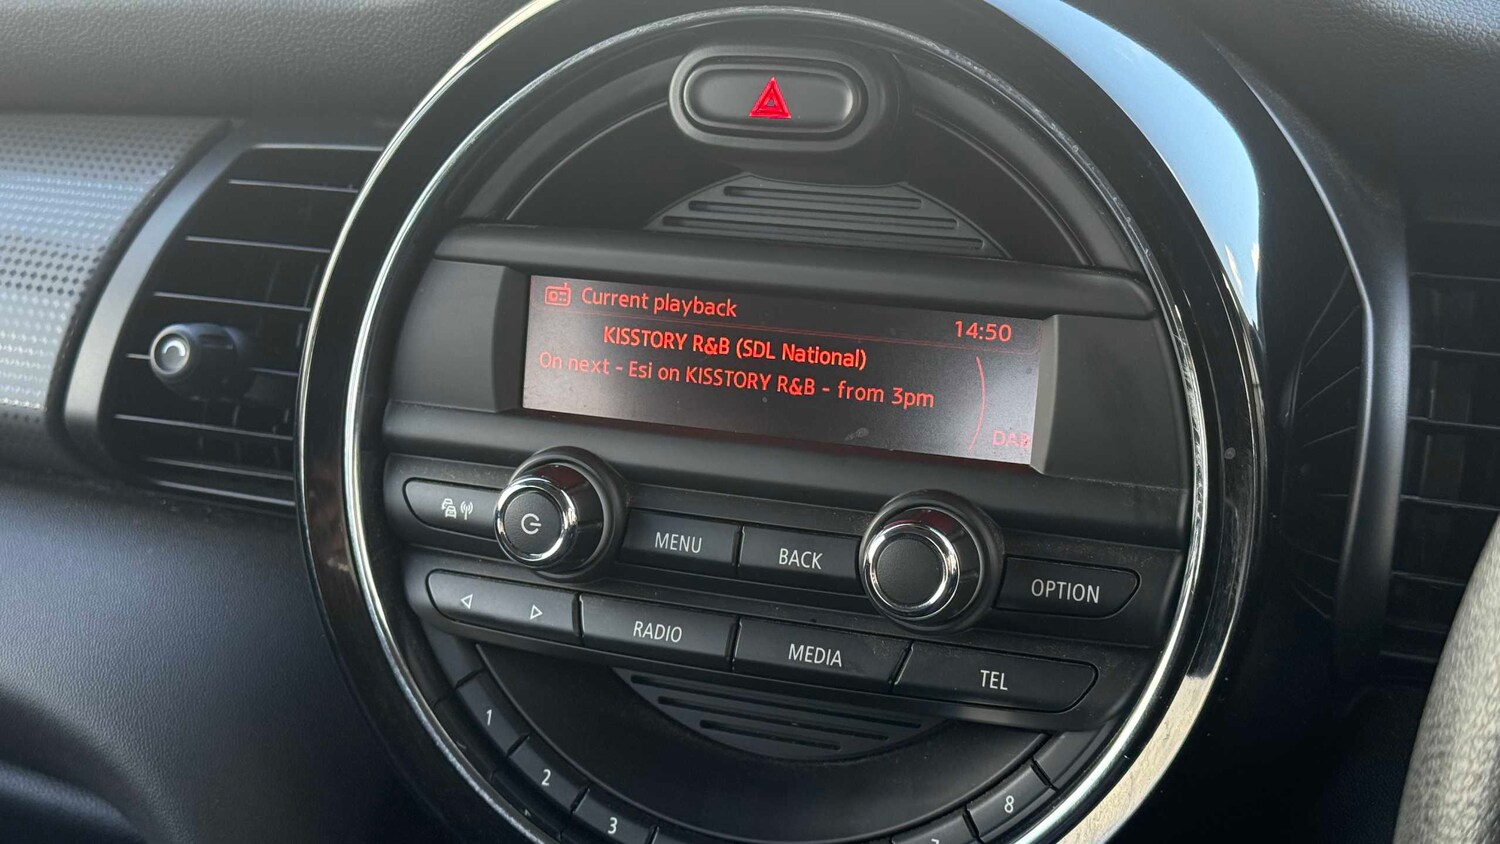 Current playback
14:50
KISSTORY R&B (SDL National)
On next - Esi on KISSTORY R&B - from 3pm
DAB
MENU
BACK
OPTION
RADIO
MEDIA
TEL
1
2
3
7
8